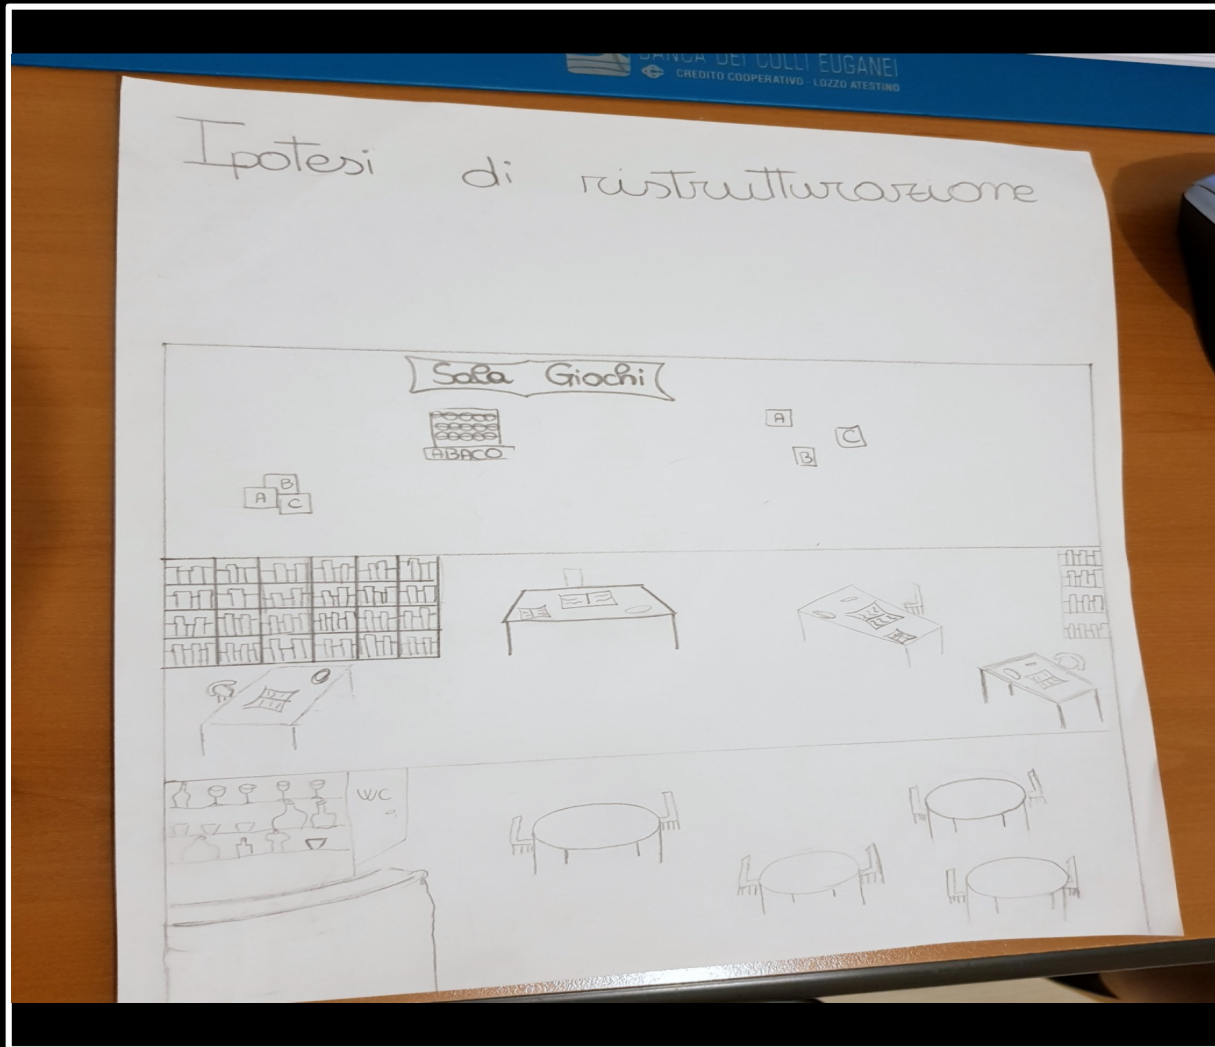 BANCA DEI COLLI EUGANEI
CREDITO COOPERATIVO - LOZZO ATESTINO
Ipotesi di ristrutturazione
Sala Giochi
ABACO
A
B
C
B
A
C
WC